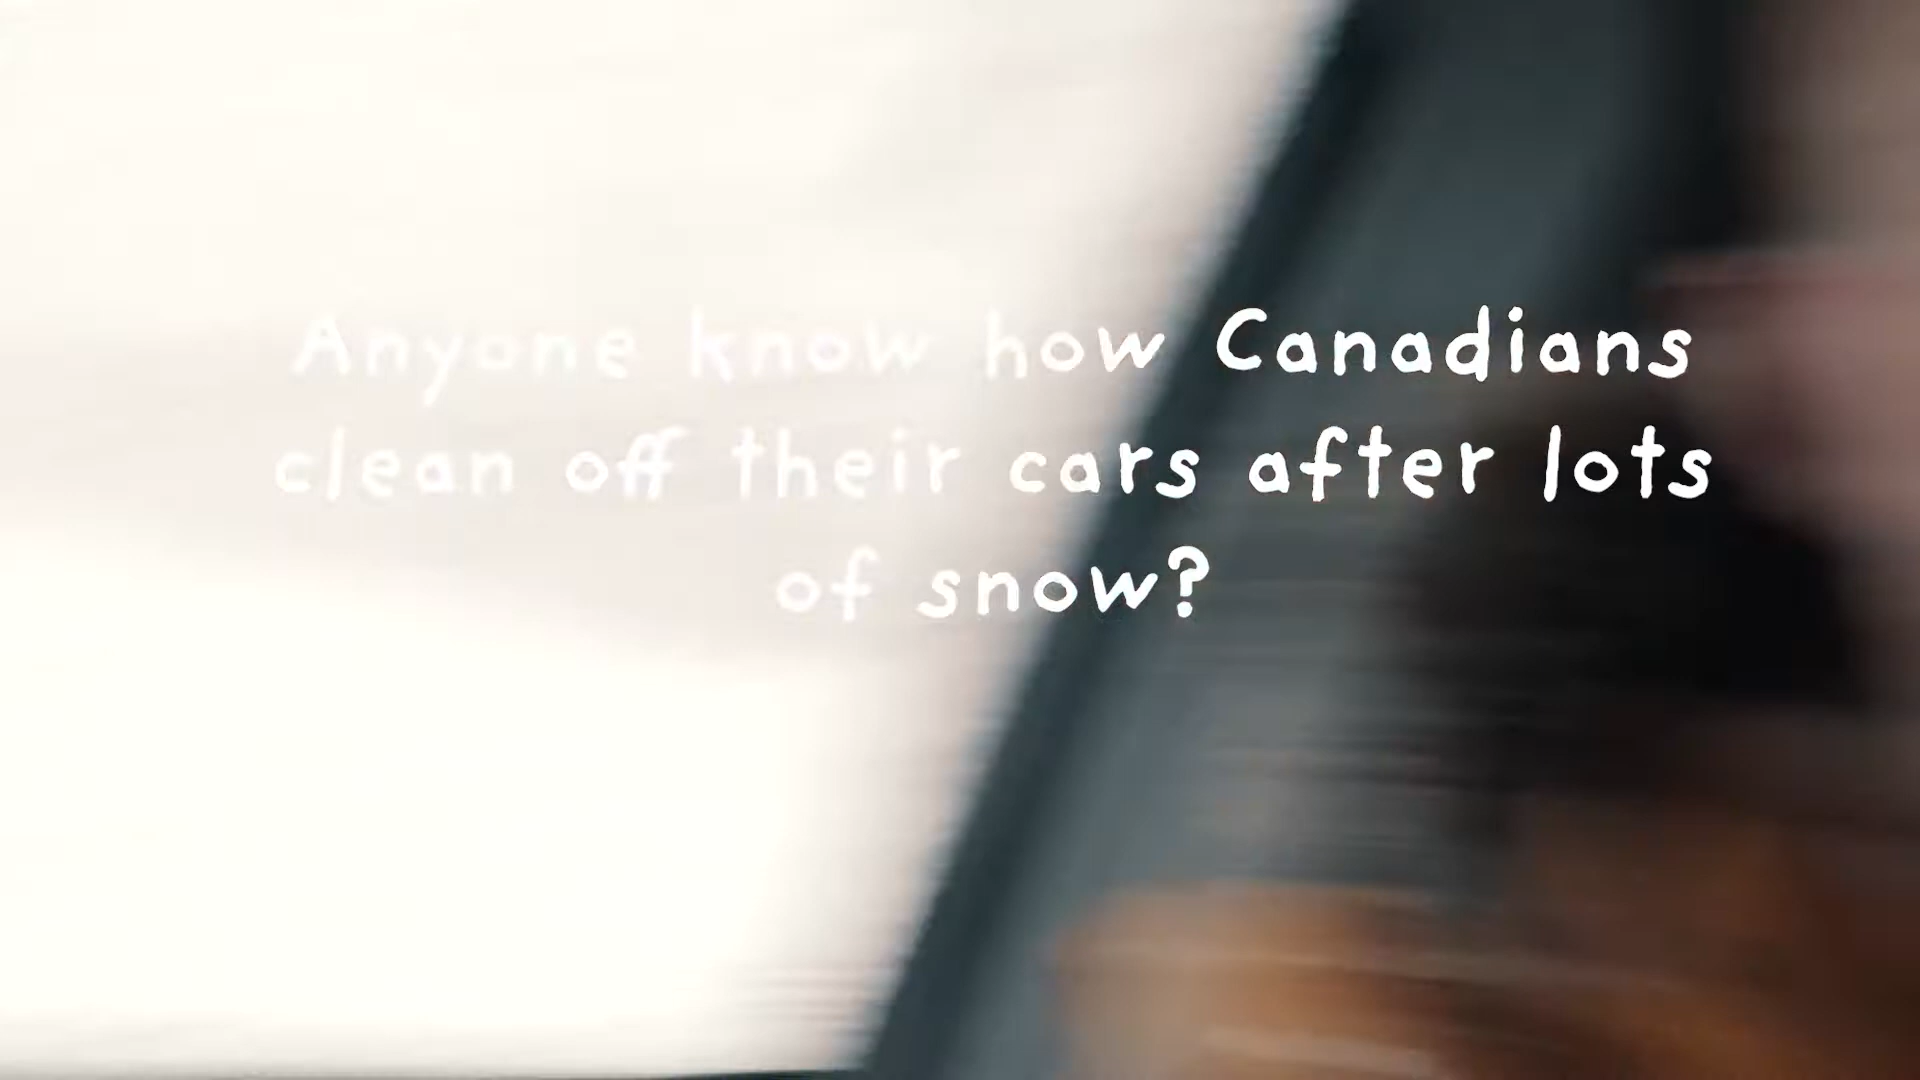 Anyone know how Canadians
clean off their cars after lots
of snow?